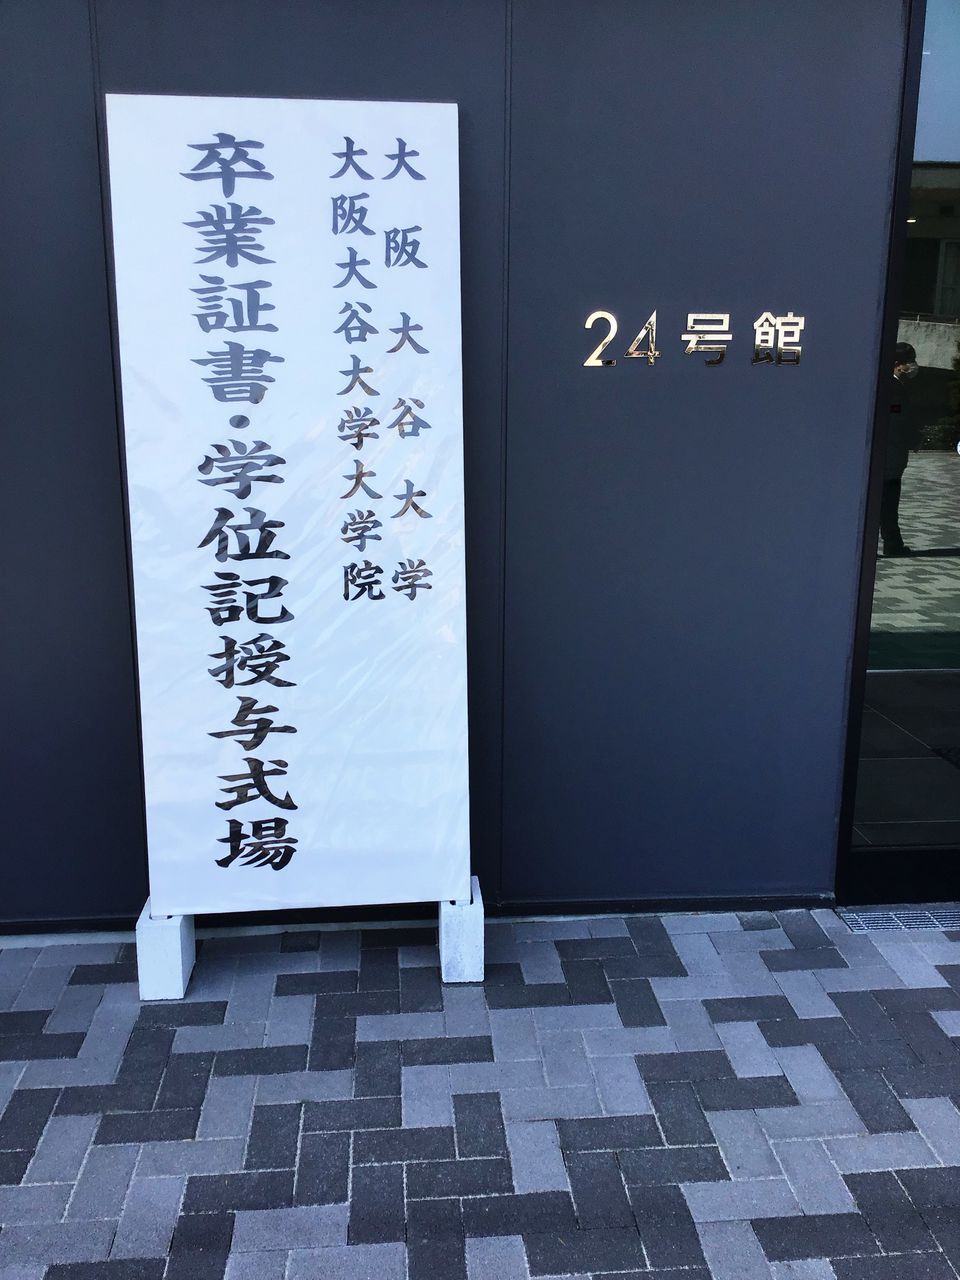 大阪大谷大学
大阪大谷大学大学院
卒業証書・学位記授与式場
24号館